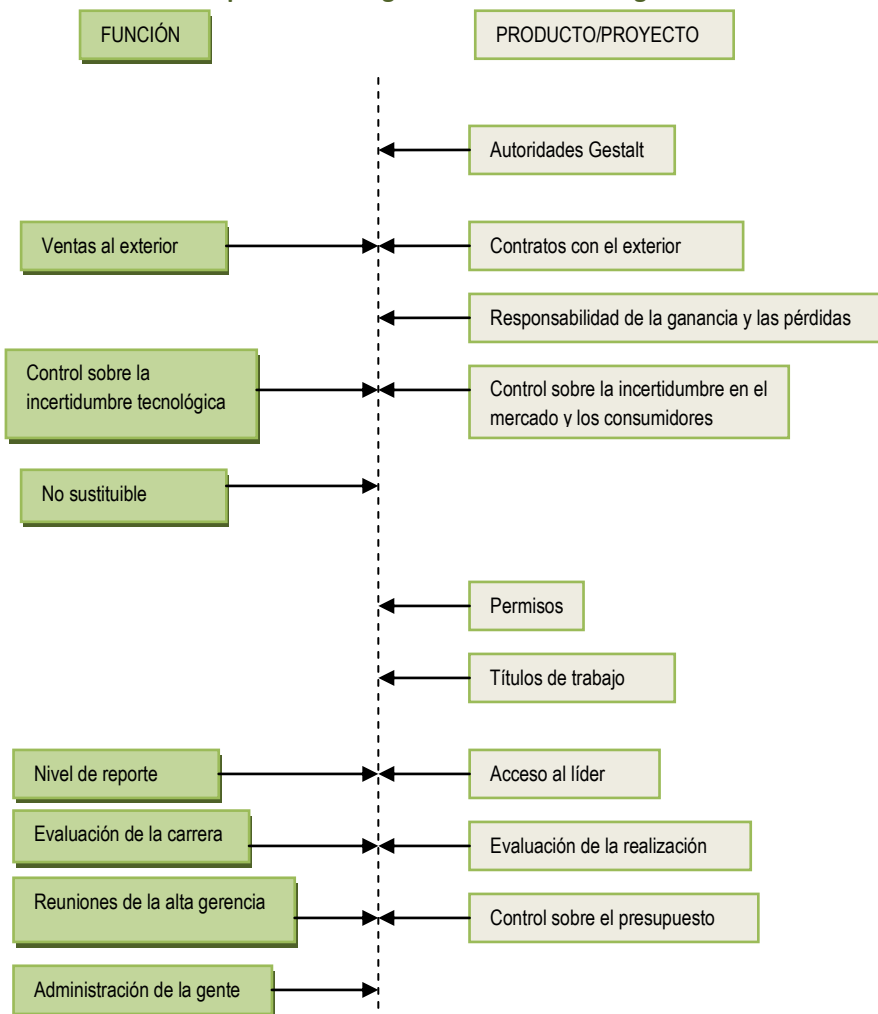 FUNCIÓN
PRODUCTO/PROYECTO
Autoridades Gestalt
Ventas al exterior
Contratos con el exterior
Responsabilidad de la ganancia y las pérdidas
Control sobre la
incertidumbre tecnológica
Control sobre la incertidumbre en el
mercado y los consumidores
No sustituible
Permisos
Títulos de trabajo
Nivel de reporte
Acceso al líder
Evaluación de la carrera
Evaluación de la realización
Reuniones de la alta gerencia
Control sobre el presupuesto
Administración de la gente